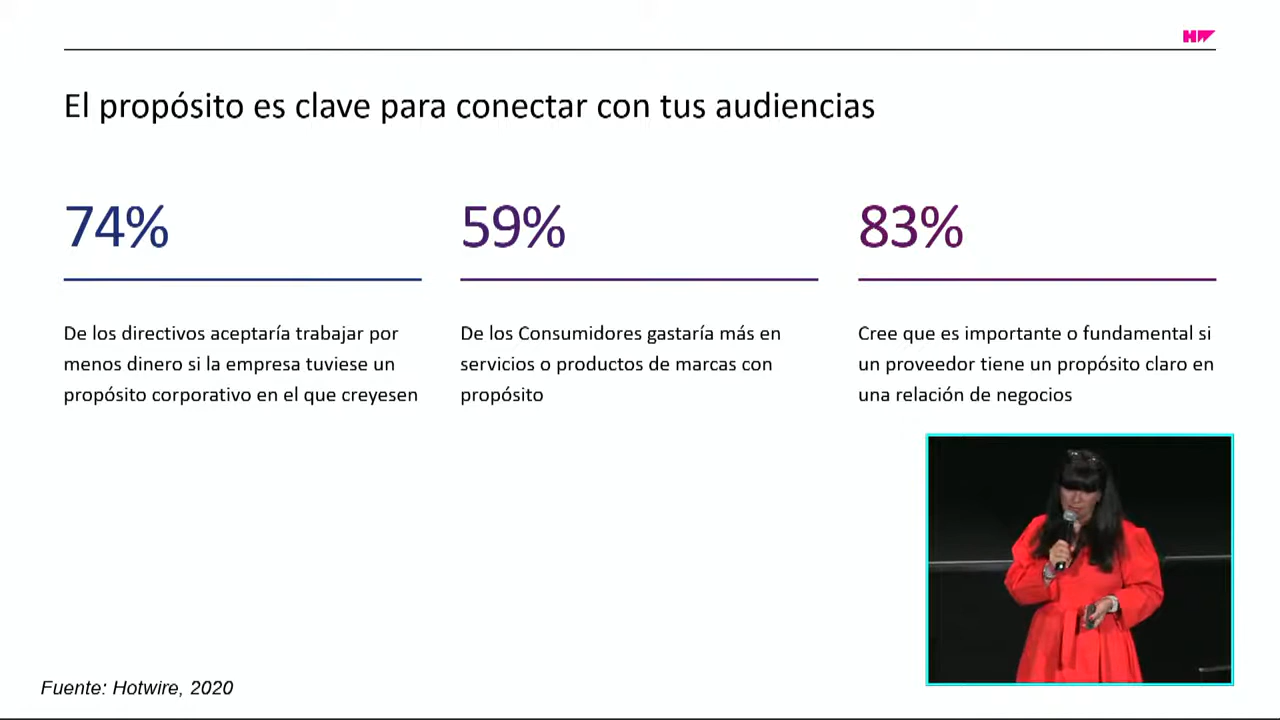 HW
El propósito es clave para conectar con tus audiencias
74%
59%
83%
De los directivos aceptaría trabajar por
menos dinero si la empresa tuviese un
propósito corporativo en el que creyesen
De los Consumidores gastaría más en
servicios o productos de marcas con
propósito
Cree que es importante o fundamental si
un proveedor tiene un propósito claro en
una relación de negocios
Fuente: Hotwire, 2020